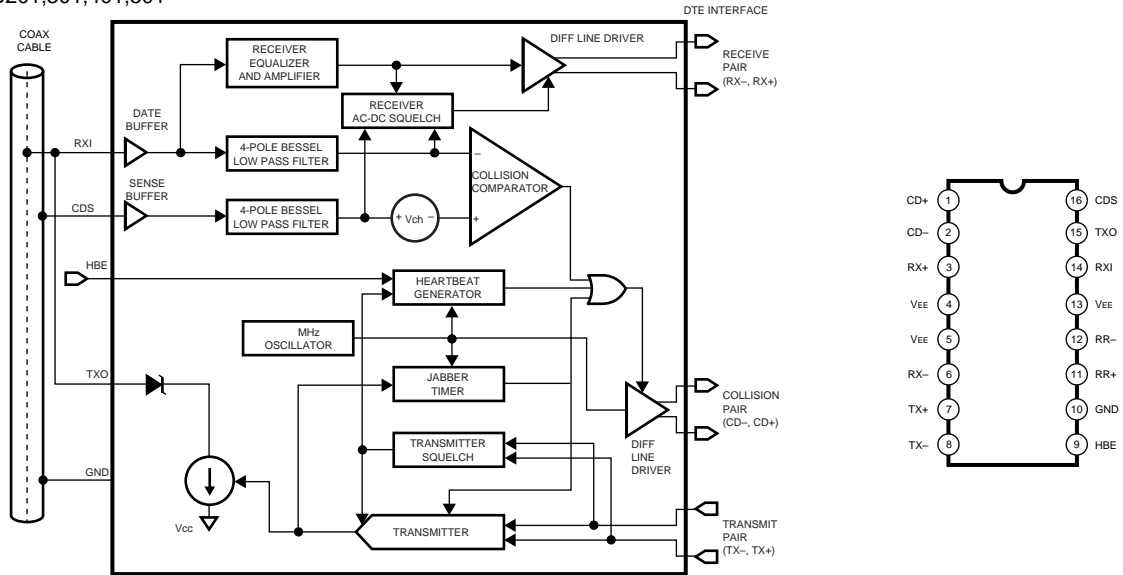 DTE INTERFACE
COAX
CABLE
RECEIVER
EQUALIZER
AND AMPLIFIER
DIFF LINE DRIVER
RECEIVE
PAIR
(RX–, RX+)
RECEIVER
AC-DC SQUELCH
DATE
BUFFER
RXI
4-POLE BESSEL
LOW PASS FILTER
–
COLLISION
COMPARATOR
SENSE
BUFFER
CDS
4-POLE BESSEL
LOW PASS FILTER
+ Vch –
+
HBE
HEARTBEAT
GENERATOR
MHz
OSCILLATOR
TXO
JABBER
TIMER
COLLISION
PAIR
(CD–, CD+)
TRANSMITTER
SQUELCH
DIFF
LINE
DRIVER
GND
Vcc
TRANSMITTER
TRANSMIT
PAIR
(TX–, TX+)
CD+ 1 16 CDS
CD– 2 15 TXO
RX+ 3 14 RXI
VEE 4 13 VEE
VEE 5 12 RR–
RX– 6 11 RR+
TX+ 7 10 GND
TX– 8 9 HBE